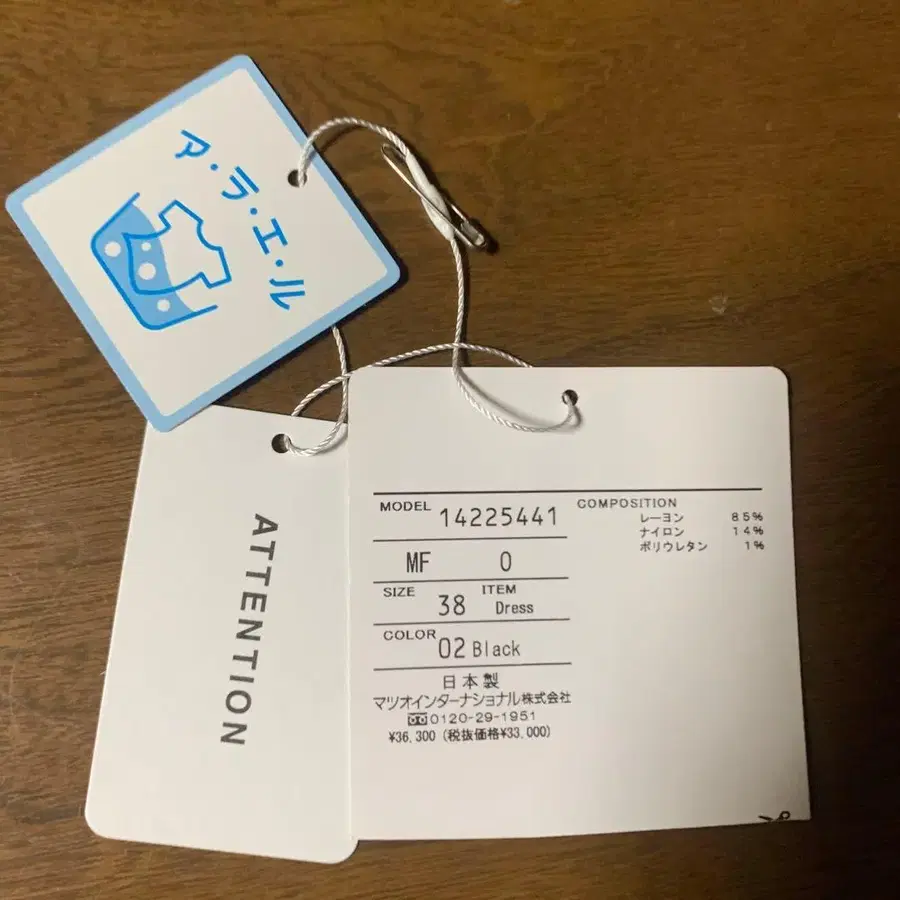 ア・ラ・エ・ル
ATTENTION
MODEL 14225441
MF 0
SIZE 38 ITEM Dress
COLOR 02 Black
日本製
マツオインターナショナル株式会社
0120-29-1951
¥36,300 (税抜価格¥33,000)
COMPOSITION
レーヨン 85%
ナイロン 14%
ポリウレタン 1%